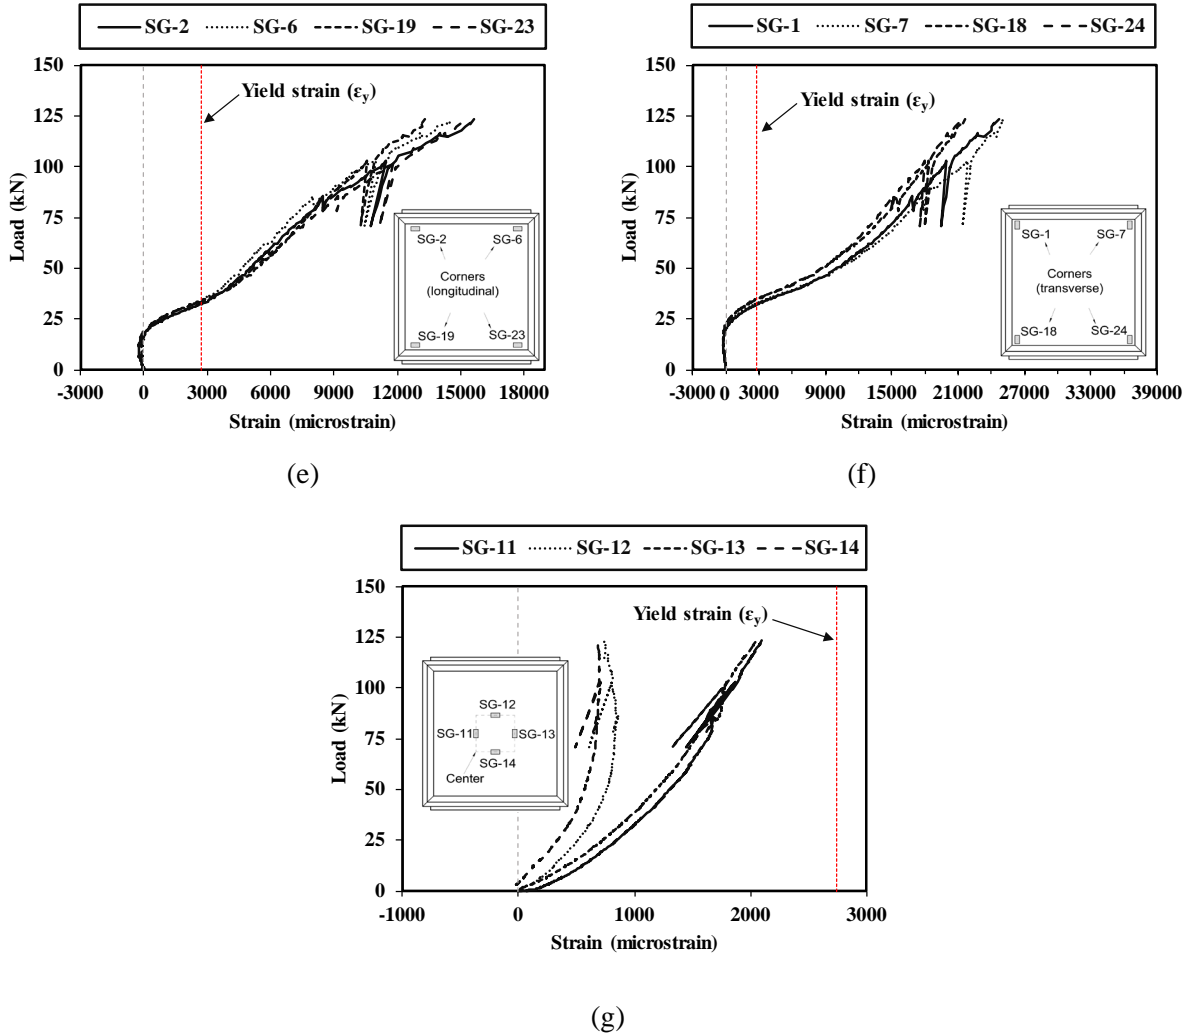 SG-2 SG-6 SG-19 SG-23
150
125
100
75
50
25
0
Load (kN)
Yield strain (εy)
SG-2 SG-6
Corners
(longitudinal)
SG-19 SG-23
-3000 0 3000 6000 9000 12000 15000 18000
Strain (microstrain)
(e)
SG-1 SG-7 SG-18 SG-24
150
125
100
75
50
25
0
Load (kN)
Yield strain (εy)
SG-1 SG-7
Corners
(transverse)
SG-18 SG-24
-3000 0 3000 9000 15000 21000 27000 33000 39000
Strain (microstrain)
(f)
SG-11 SG-12 SG-13 SG-14
150
125
100
75
50
25
0
Load (kN)
Yield strain (εy)
SG-12
SG-11 SG-13
SG-14
Center
-1000 0 1000 2000 3000
Strain (microstrain)
(g)